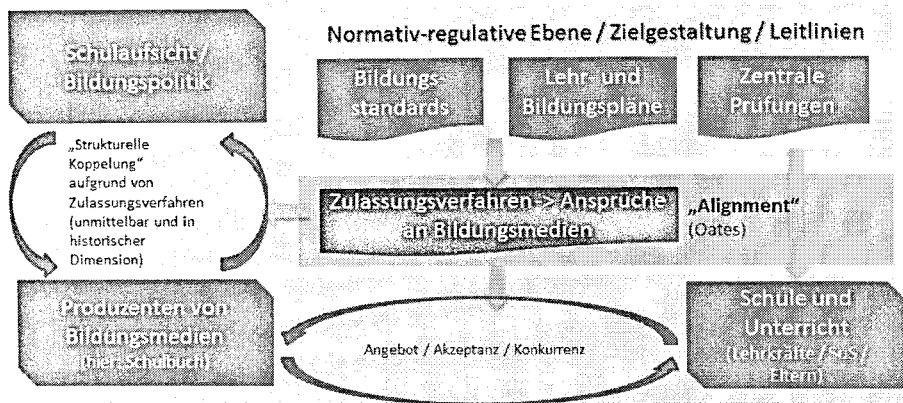 Schulaufsicht /
Bildungspolitik
Normativ-regulative Ebene / Zielgestaltung / Leitlinien
Bildungs-
standards
Lehr- und
Bildungspläne
Zentrale
Prüfungen
„Strukturelle
Koppelung"
aufgrund von
Zulassungsverfahren
(unmittelbar und in
historischer
Dimension)
Zulassungsverfahren -> Ansprüche
an Bildungsmedien
„Alignment"
(Oates)
Produzenten von
Bildungsmedien
(hier: Schulbuch)
Angebot / Akzeptanz / Konkurrenz
Schule und
Unterricht
(Lehrkräfte / SuS /
Eltern)